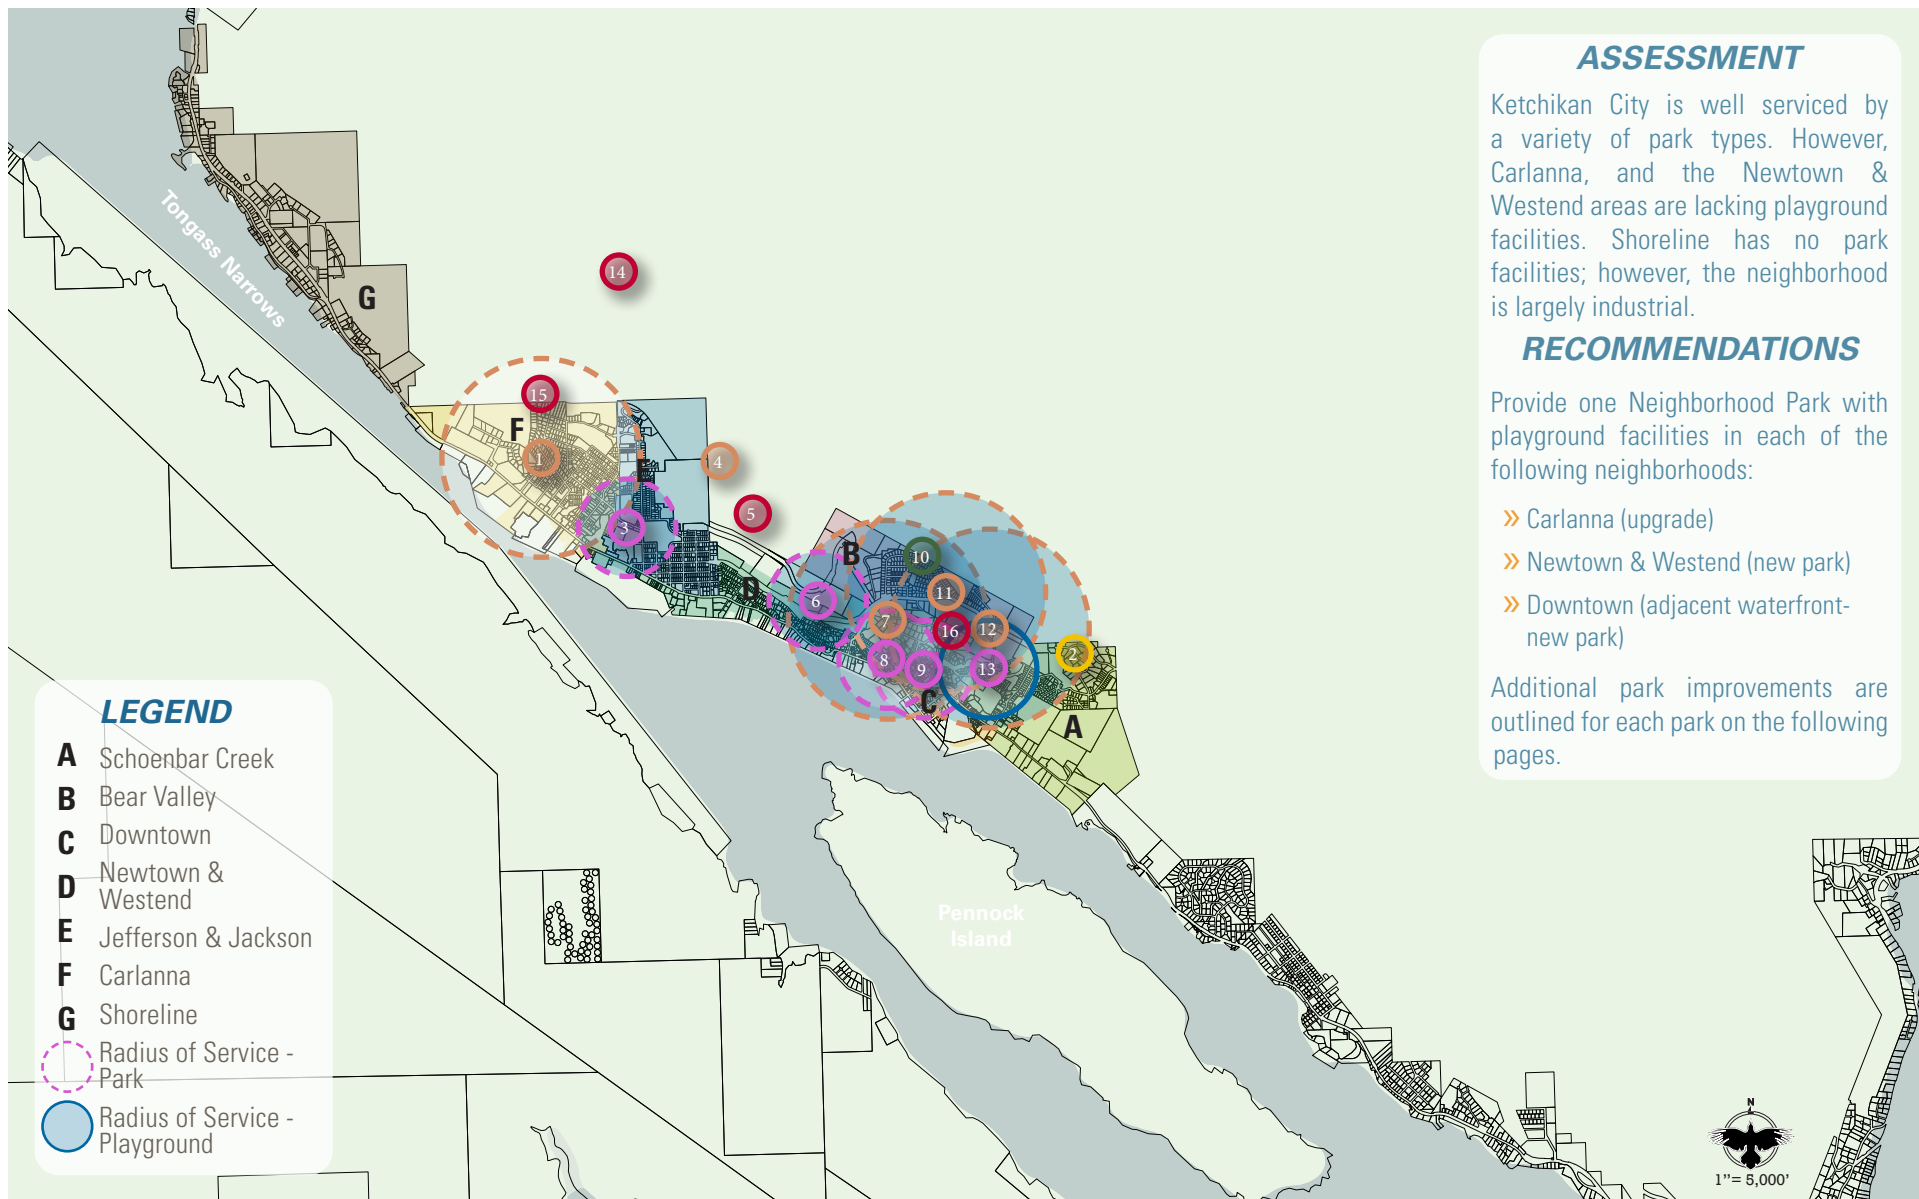 ASSESSMENT
Ketchikan City is well serviced by
a variety of park types. However,
Carlanna, and the Newtown &
Westend areas are lacking playground
facilities. Shoreline has no park
facilities; however, the neighborhood
is largely industrial.
RECOMMENDATIONS
Provide one Neighborhood Park with
playground facilities in each of the
following neighborhoods:
» Carlanna (upgrade)
» Newtown & Westend (new park)
» Downtown (adjacent waterfront-
new park)
Additional park improvements are
outlined for each park on the following
pages.
Tongass Narrows
G
14
15
F
1
E
4
3
5
B
10
D
6
11
7
16
12
8
9
13
2
C
A
Pennock
Island
LEGEND
A Schoenbar Creek
B Bear Valley
C Downtown
D Newtown &
Westend
E Jefferson & Jackson
F Carlanna
G Shoreline
Radius of Service -
Park
Radius of Service -
Playground
N
1"= 5,000'